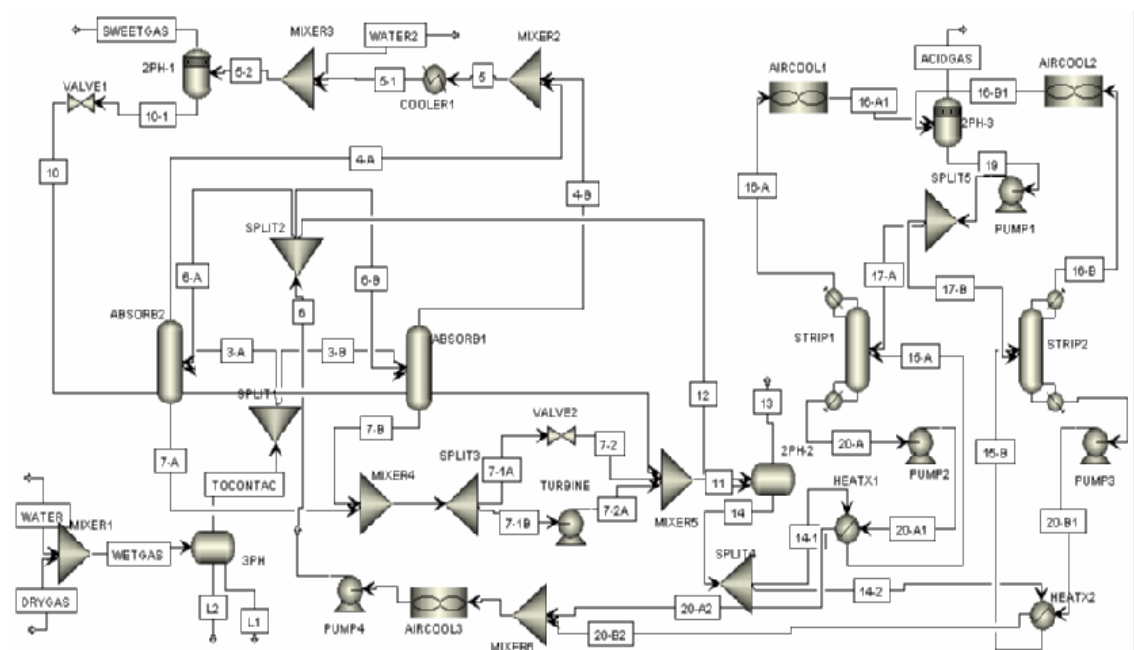 SWEETGAS
MIXER3
WATER2
MIXER2
ACIDGAS
2PH-1
5-2
5-1
5
COOLER1
VALVE1
10-1
AIRCOOL1
AIRCOOL2
16-A1
16-B1
2PH-3
10
4-A
4-B
19
SPLIT5
PUMP1
16-A
16-B
SPLIT2
6-A
6-B
6
17-A
17-B
ABSORB2
ABSORB1
3-A
3-B
STRIP1
STRIP2
15-A
SPLIT1
12
13
7-A
7-B
VALVE2
7-2
SPLIT3
7-1A
2PH-2
20-A
PUMP2
15-B
PUMP3
MIXER4
TURBINE
11
HEATX1
TOCONTAC
7-1B
7-2A
MIXER5
14
14-1
20-A1
20-B1
WATER
MIXER1
WETGAS
3PH
SPLIT4
14-2
HEATX2
DRYGAS
L2
L1
PUMP4
AIRCOOL3
MIXER6
20-A2
20-B2